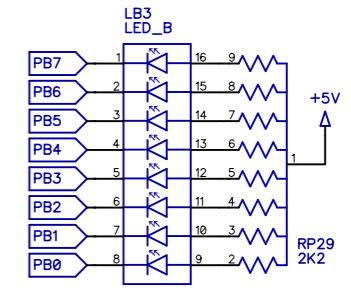 LB3
LED_B
PB7 1 16 9
PB6 2 15 8
+5V
PB5 3 14 7
PB4 4 13 6
1
PB3 5 12 5
PB2 6 11 4
PB1 7 10 3
RP29
2K2
PB0 8 9 2